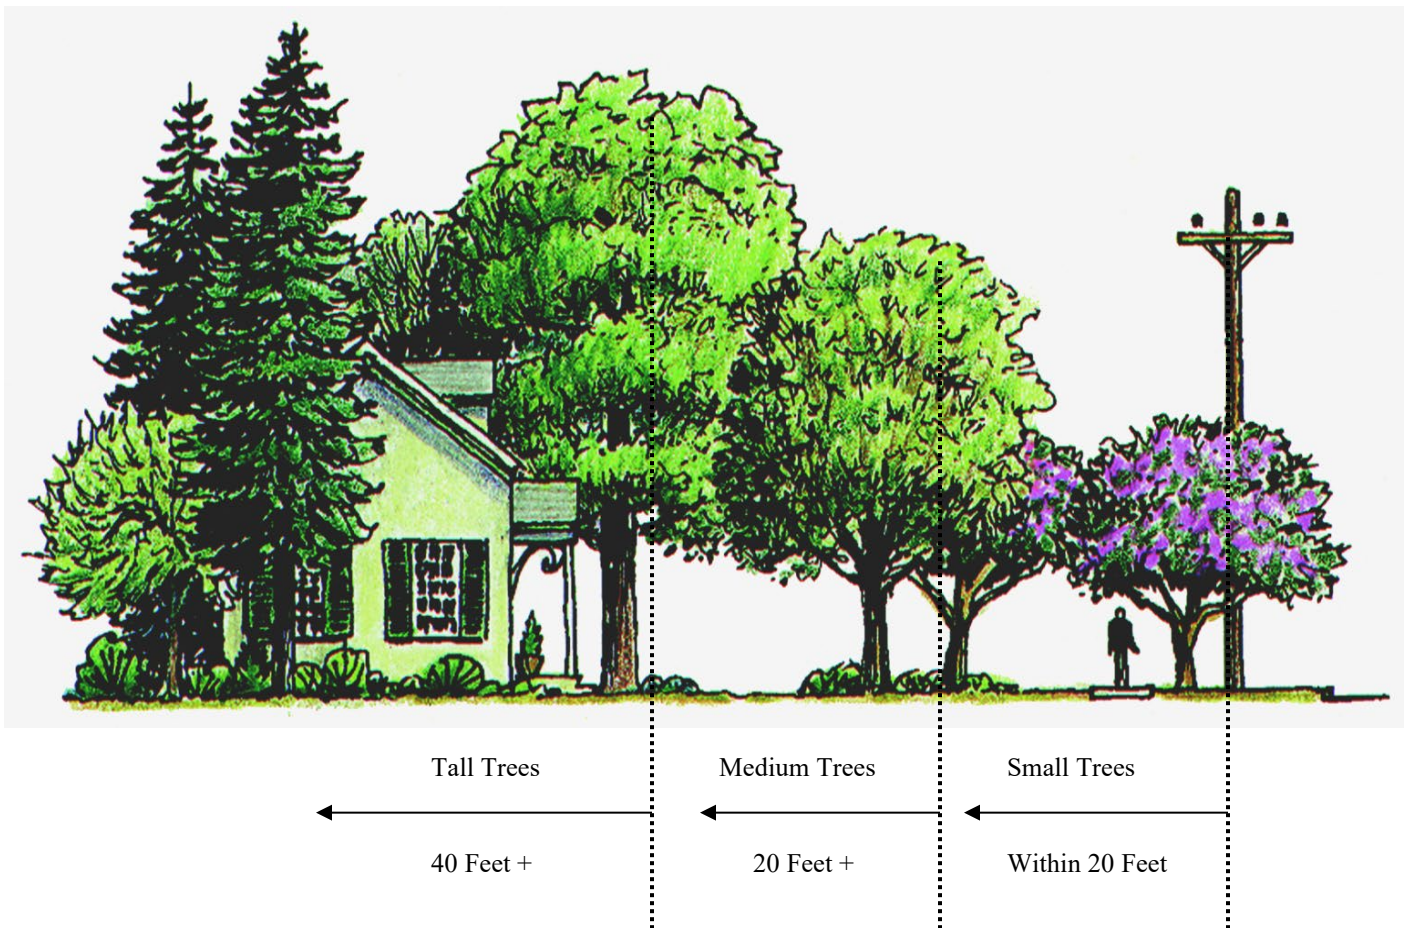 Tall Trees
Medium Trees
Small Trees
40 Feet +
20 Feet +
Within 20 Feet